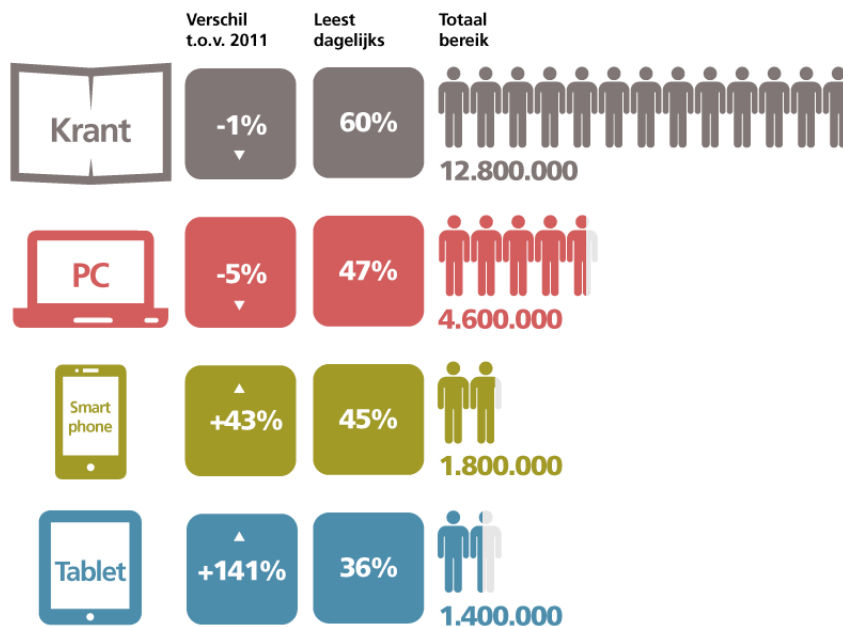 Verschil
t.o.v. 2011
Leest
dagelijks
Totaal
bereik
Krant
-1%
60%
12.800.000
PC
-5%
47%
4.600.000
Smart
phone
+43%
45%
1.800.000
Tablet
+141%
36%
1.400.000